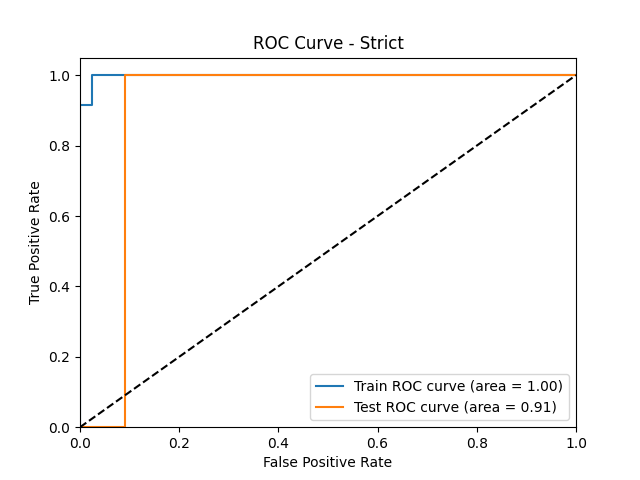 ROC Curve - Strict
True Positive Rate
1.0
0.8
0.6
0.4
0.2
0.0
0.0 0.2 0.4 0.6 0.8 1.0
False Positive Rate
Train ROC curve (area = 1.00)
Test ROC curve (area = 0.91)